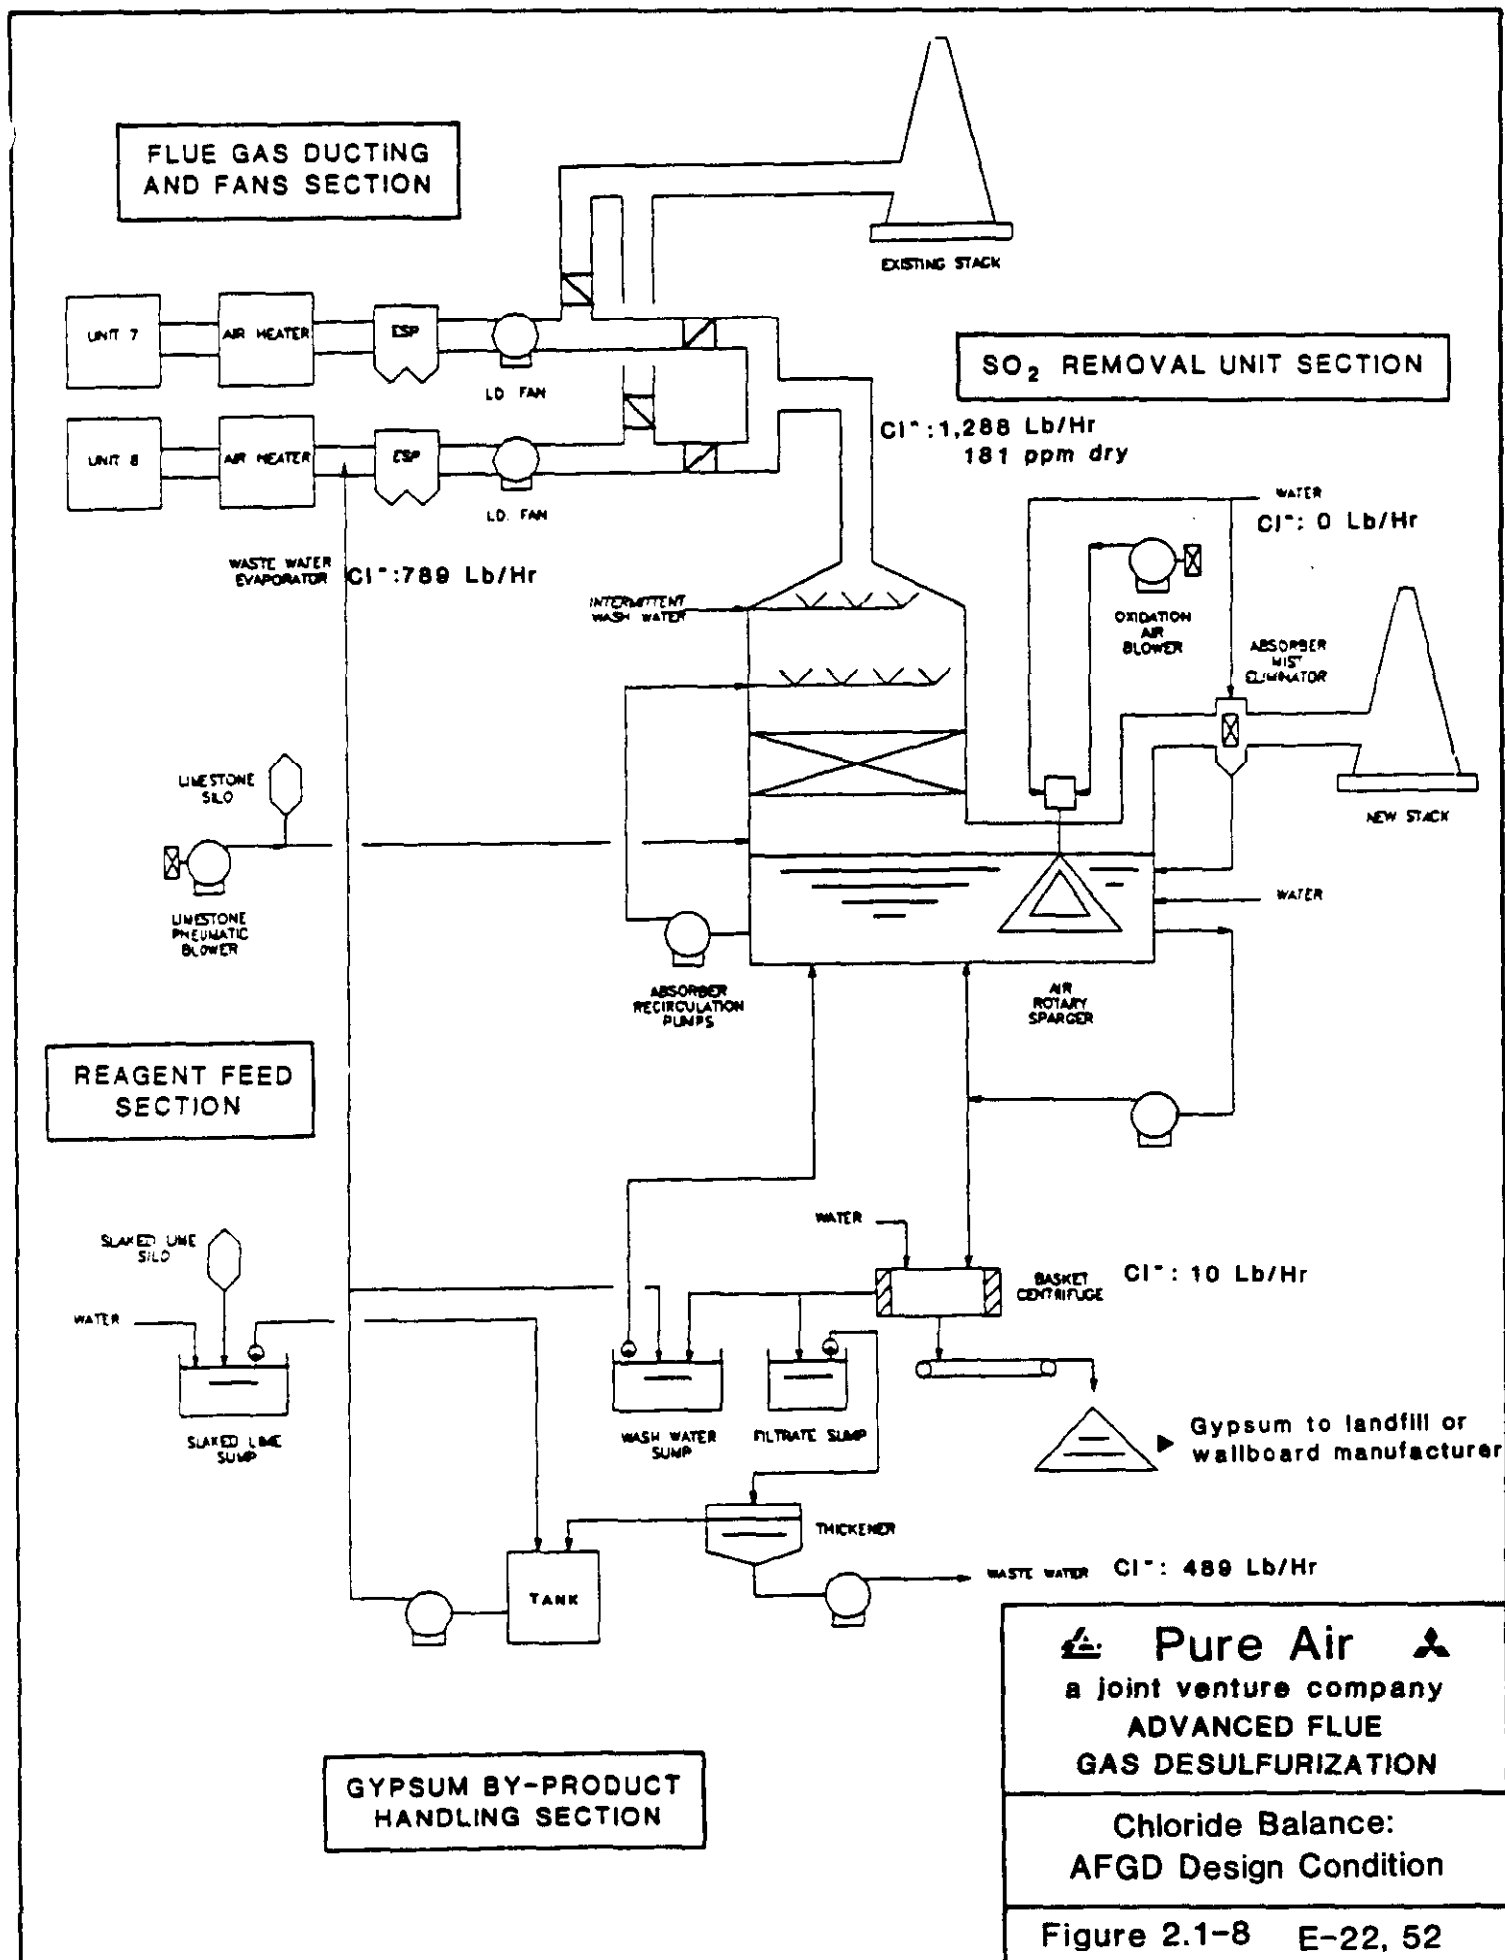 FLUE GAS DUCTING
AND FANS SECTION
EXISTING STACK
UNIT 7
AIR HEATER
ESP
I.D. FAN
SO₂ REMOVAL UNIT SECTION
Cl⁻:1,288 Lb/Hr
181 ppm dry
UNIT 8
AIR HEATER
ESP
I.D. FAN
WATER
Cl⁻: 0 Lb/Hr
WASTE WATER
EVAPORATOR
Cl⁻:789 Lb/Hr
INTERMITTENT
WASH WATER
OXIDATION
AIR
BLOWER
ABSORBER
MIST
ELIMINATOR
LIMESTONE
SILO
NEW STACK
LIMESTONE
PNEUMATIC
BLOWER
WATER
ABSORBER
RECIRCULATION
PUMPS
AIR
ROTARY
SPARGER
REAGENT FEED
SECTION
SLAKED LIME
SILO
WATER
WATER
BASKET
CENTRIFUGE
Cl⁻: 10 Lb/Hr
SLAKED LIME
SUMP
WASH WATER
SUMP
FILTRATE SUMP
Gypsum to landfill or
wallboard manufacturer
THICKENER
TANK
WASTE WATER
Cl⁻: 489 Lb/Hr
Pure Air
a joint venture company
ADVANCED FLUE
GAS DESULFURIZATION
GYPSUM BY-PRODUCT
HANDLING SECTION
Chloride Balance:
AFGD Design Condition
Figure 2.1-8 E-22, 52